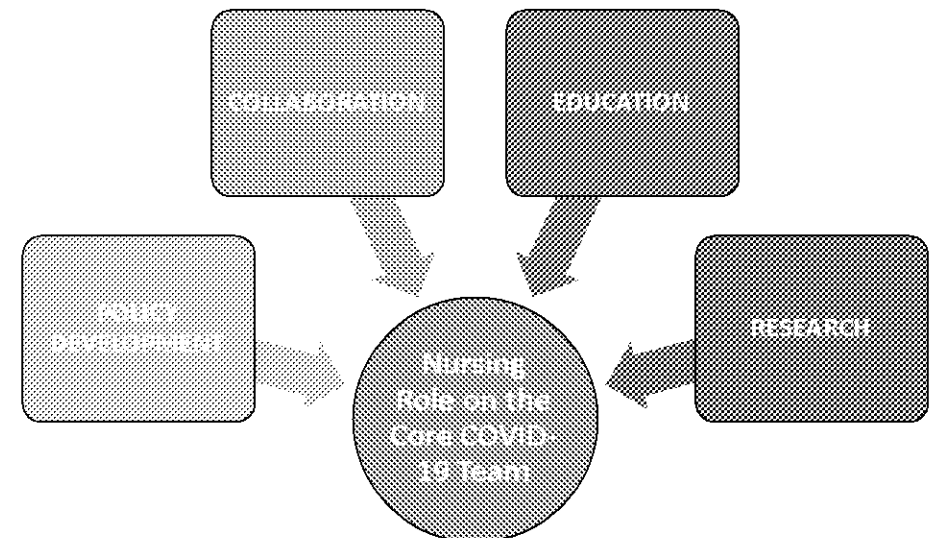 COLLABORATION
EDUCATION
POLICY
DEVELOPMENT
RESEARCH
Nursing
Role on the
Core COVID-
19 Team